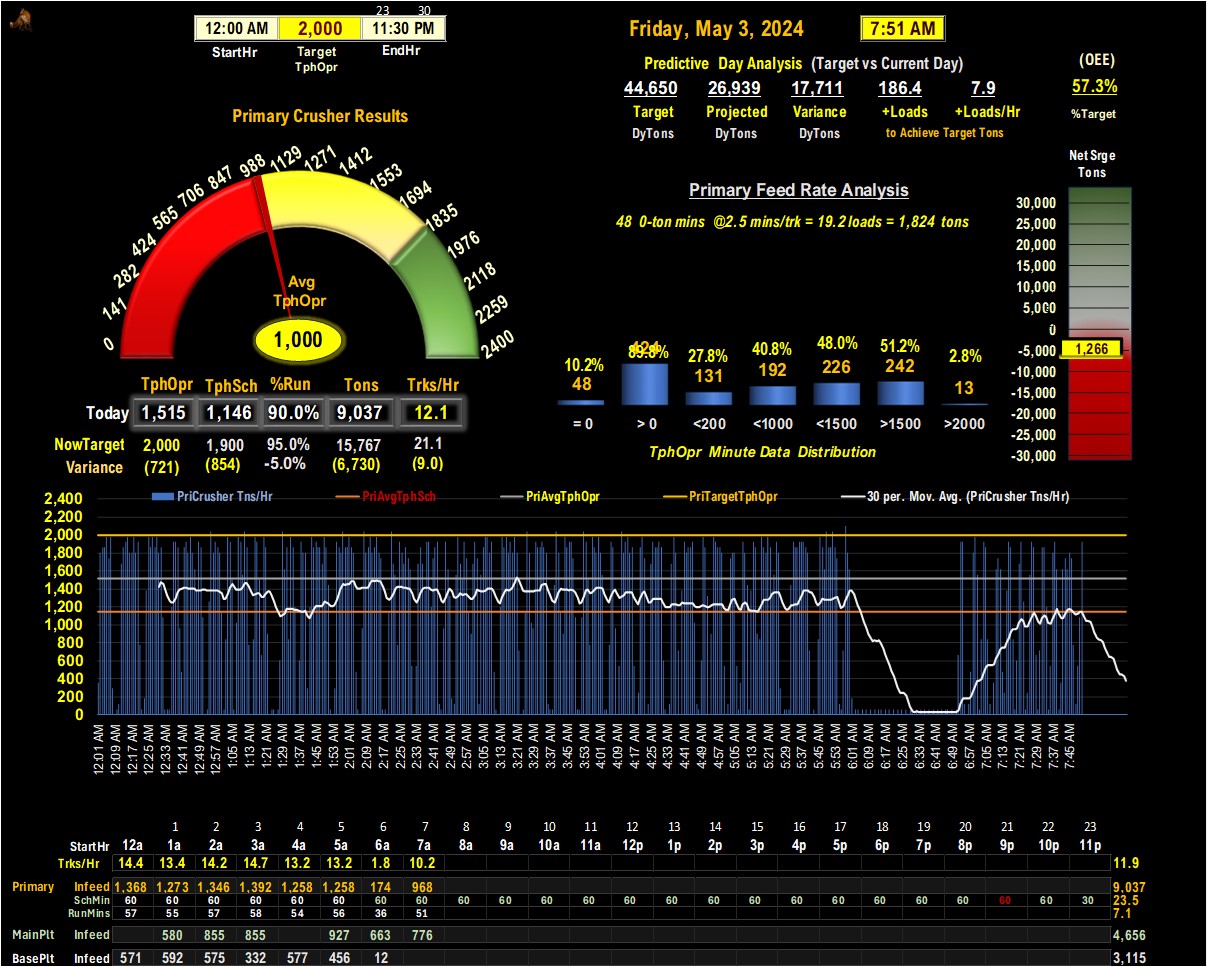 23 30
12:00 AM 2,000 11:30 PM
StartHr Target EndHr
TphOpr
Friday, May 3, 2024 7:51 AM
Predictive Day Analysis (Target vs Current Day)
44,650 26,939 17,711 186.4 7.9
Target Projected Variance +Loads +Loads/Hr
DyTons DyTons DyTons to Achieve Target Tons
(OEE)
57.3%
%Target
Primary Crusher Results
0 141 282 424 565 706 847 988 1129 1271 1412 1553 1694 1835 1976 2118 2259 2400
Avg
TphOpr
1,000
TphOpr TphSch %Run Tons Trks/Hr
Today 1,515 1,146 90.0% 9,037 12.1
NowTarget 2,000 1,900 95.0% 15,767 21.1
Variance (721) (854) -5.0% (6,730) (9.0)
Primary Feed Rate Analysis
48 0-ton mins @2.5 mins/trk = 19.2 loads = 1,824 tons
10.2% 27.8% 40.8% 48.0% 51.2% 2.8%
48 424 131 192 226 242 13
= 0 > 0 <200 <1000 <1500 >1500 >2000
TphOpr Minute Data Distribution
Net Srge
Tons
30,000
25,000
20,000
15,000
10,000
5,000
0
-5,000
1,266
-10,000
-15,000
-20,000
-25,000
-30,000
PriCrusher Tns/Hr PriAvgTphSch PriAvgTphOpr PriTargetTphOpr 30 per. Mov. Avg. (PriCrusher Tns/Hr)
2,400
2,200
2,000
1,800
1,600
1,400
1,200
1,000
800
600
400
200
0
12:01 AM 12:09 AM 12:17 AM 12:25 AM 12:33 AM 12:41 AM 12:49 AM 12:57 AM 1:05 AM 1:13 AM 1:21 AM 1:29 AM 1:37 AM 1:45 AM 1:53 AM 2:01 AM 2:09 AM 2:17 AM 2:25 AM 2:33 AM 2:41 AM 2:49 AM 2:57 AM 3:05 AM 3:13 AM 3:21 AM 3:29 AM 3:37 AM 3:45 AM 3:53 AM 4:01 AM 4:09 AM 4:17 AM 4:25 AM 4:33 AM 4:41 AM 4:49 AM 4:57 AM 5:05 AM 5:13 AM 5:21 AM 5:29 AM 5:37 AM 5:45 AM 5:53 AM 6:01 AM 6:09 AM 6:17 AM 6:25 AM 6:33 AM 6:41 AM 6:49 AM 6:57 AM 7:05 AM 7:13 AM 7:21 AM 7:29 AM 7:37 AM 7:45 AM
1 2 3 4 5 6 7 8 9 10 11 12 13 14 15 16 17 18 19 20 21 22 23
StartHr 12a 1a 2a 3a 4a 5a 6a 7a 8a 9a 10a 11a 12p 1p 2p 3p 4p 5p 6p 7p 8p 9p 10p 11p
Trks/Hr 14.4 13.4 14.2 14.7 13.2 13.2 1.8 10.2 11.9
Primary Infeed 1,368 1,273 1,346 1,392 1,258 1,258 174 968 9,037
SchMin 60 60 60 60 60 60 60 60 60 60 60 60 60 60 60 60 60 60 60 60 60 60 60 30 23.5
RunMins 57 55 57 58 54 56 36 51 7.1
MainPlt Infeed 580 855 855 927 663 776 4,656
BasePlt Infeed 571 592 575 332 577 456 12 3,115